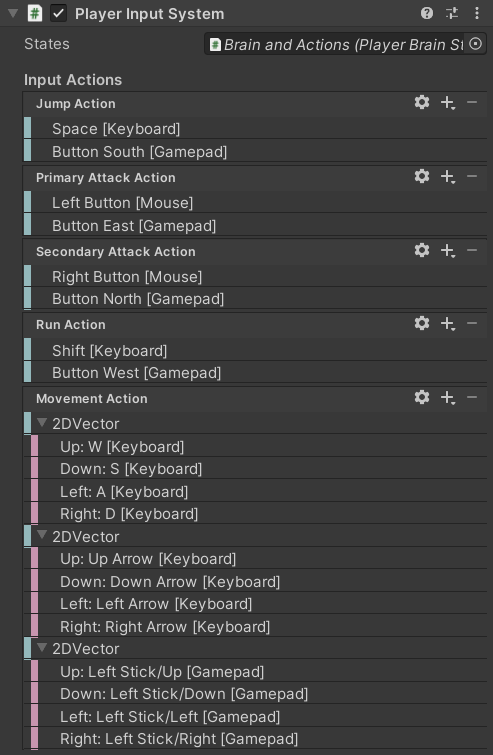 Player Input System
States
Brain and Actions (Player Brain St
Input Actions
Jump Action
Space [Keyboard]
Button South [Gamepad]
Primary Attack Action
Left Button [Mouse]
Button East [Gamepad]
Secondary Attack Action
Right Button [Mouse]
Button North [Gamepad]
Run Action
Shift [Keyboard]
Button West [Gamepad]
Movement Action
2DVector
Up: W [Keyboard]
Down: S [Keyboard]
Left: A [Keyboard]
Right: D [Keyboard]
2DVector
Up: Up Arrow [Keyboard]
Down: Down Arrow [Keyboard]
Left: Left Arrow [Keyboard]
Right: Right Arrow [Keyboard]
2DVector
Up: Left Stick/Up [Gamepad]
Down: Left Stick/Down [Gamepad]
Left: Left Stick/Left [Gamepad]
Right: Left Stick/Right [Gamepad]